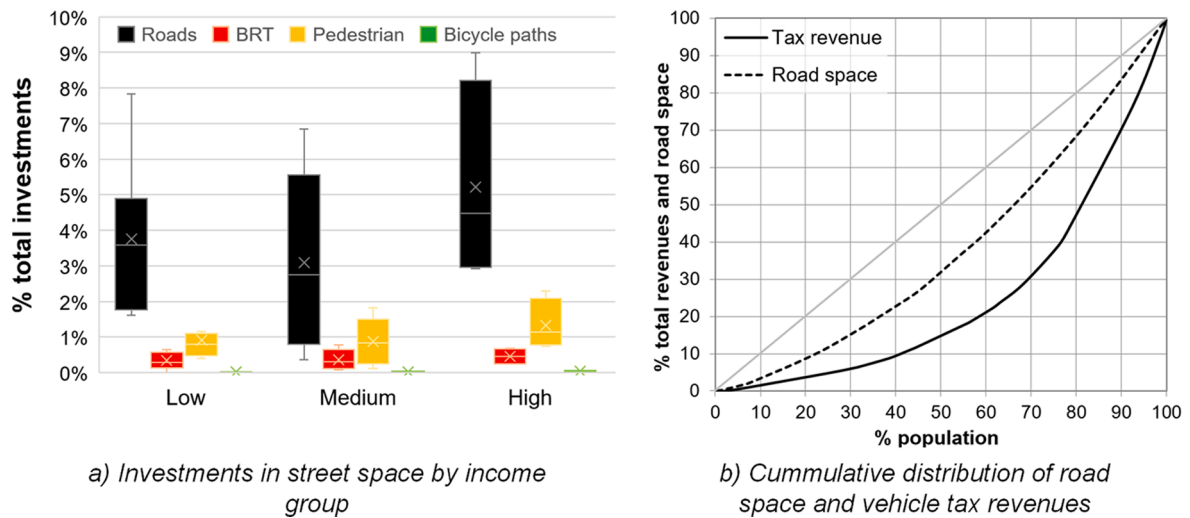 % total investments
10%
9%
8%
7%
6%
5%
4%
3%
2%
1%
0%
Roads BRT Pedestrian Bicycle paths
Low Medium High
a) Investments in street space by income
group
% total revenues and road space
100
90
80
70
60
50
40
30
20
10
0
Tax revenue
Road space
0 10 20 30 40 50 60 70 80 90 100
% population
b) Cummulative distribution of road
space and vehicle tax revenues